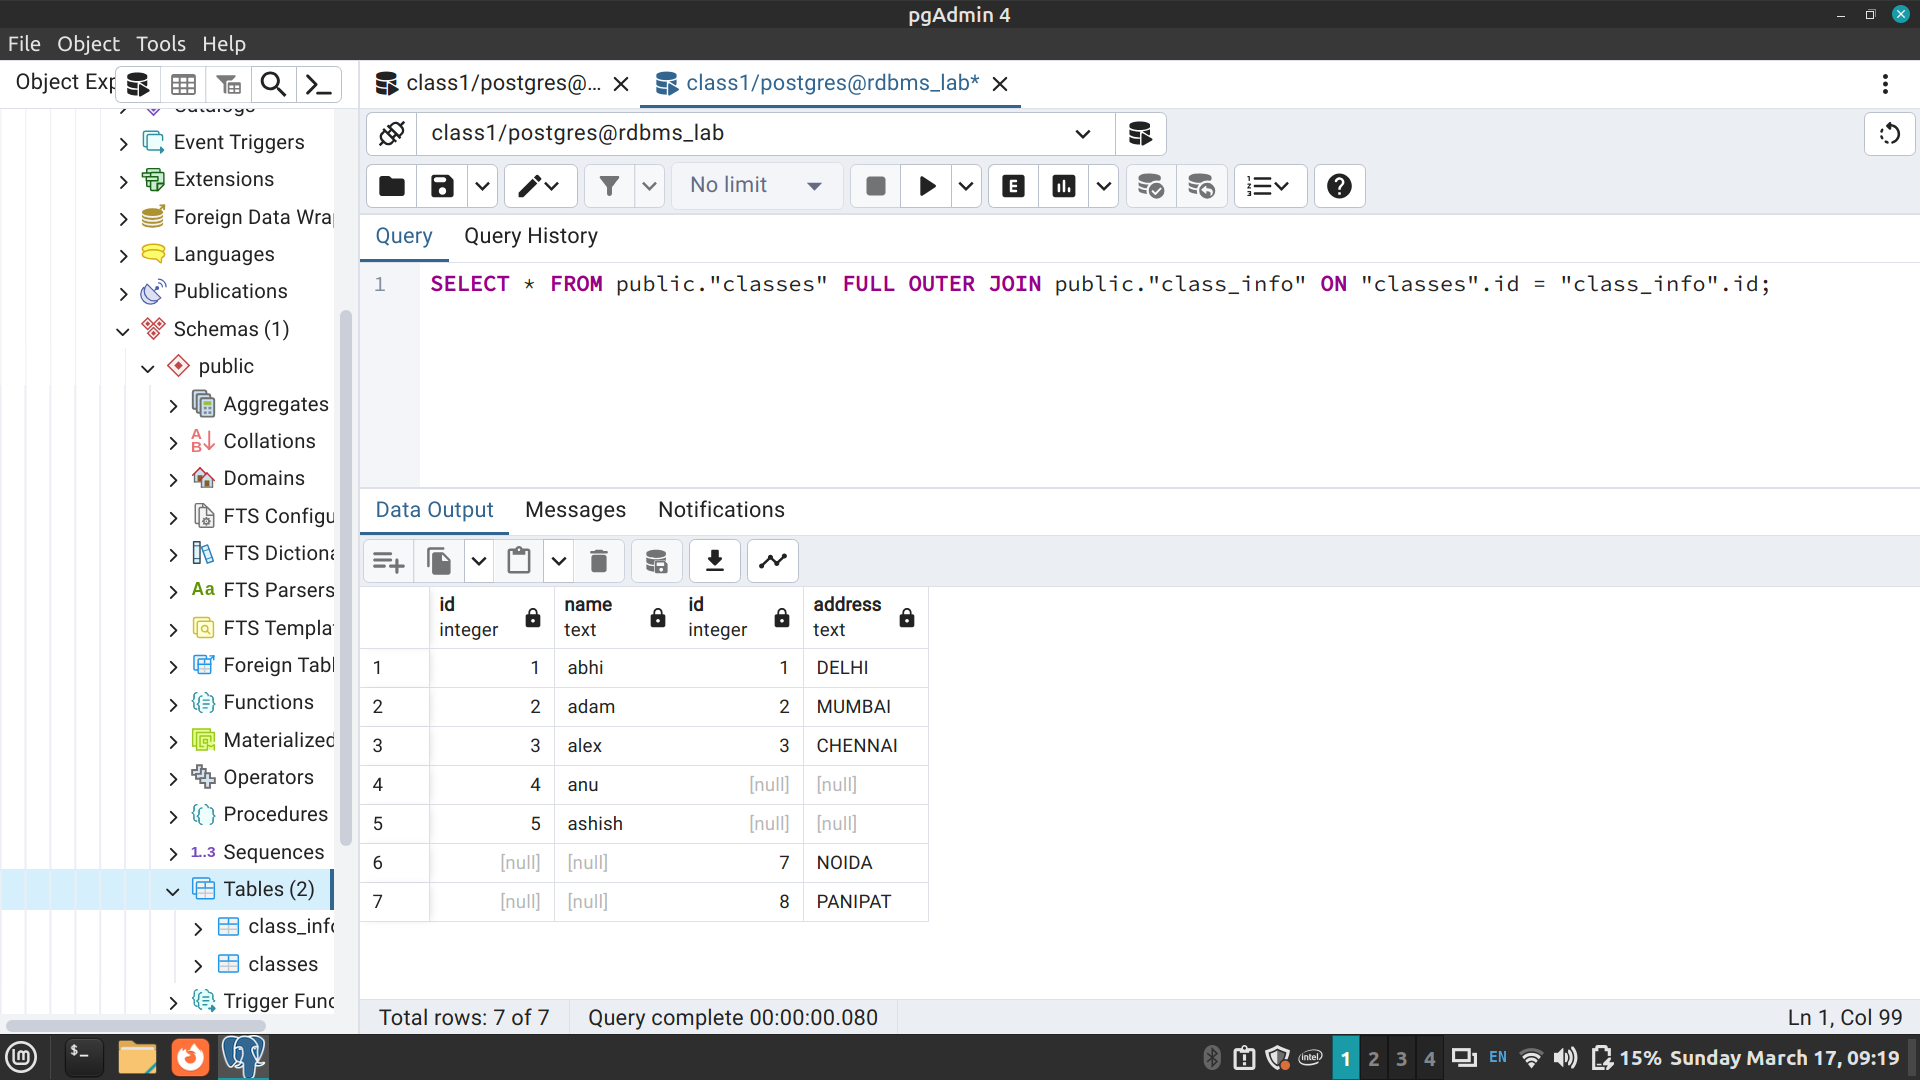 pgAdmin 4
File Object Tools Help
Object Exp
class1/postgres@... class1/postgres@rdbms_lab*
class1/postgres@rdbms_lab
No limit
Query Query History
1 SELECT * FROM public."classes" FULL OUTER JOIN public."class_info" ON "classes".id = "class_info".id;
Catalogs
Event Triggers
Extensions
Foreign Data Wra
Languages
Publications
Schemas (1)
public
Aggregates
Collations
Domains
FTS Configu
FTS Dictiona
Aa FTS Parsers
FTS Templat
Foreign Tabl
Functions
Materialized
Operators
Procedures
1..3 Sequences
Tables (2)
class_info
classes
Trigger Func
Data Output Messages Notifications
id integer name text id integer address text
1 1 abhi 1 DELHI
2 2 adam 2 MUMBAI
3 3 alex 3 CHENNAI
4 4 anu [null] [null]
5 5 ashish [null] [null]
6 [null] [null] 7 NOIDA
7 [null] [null] 8 PANIPAT
Total rows: 7 of 7 Query complete 00:00:00.080 Ln 1, Col 99
1 2 3 4 EN 15% Sunday March 17, 09:19